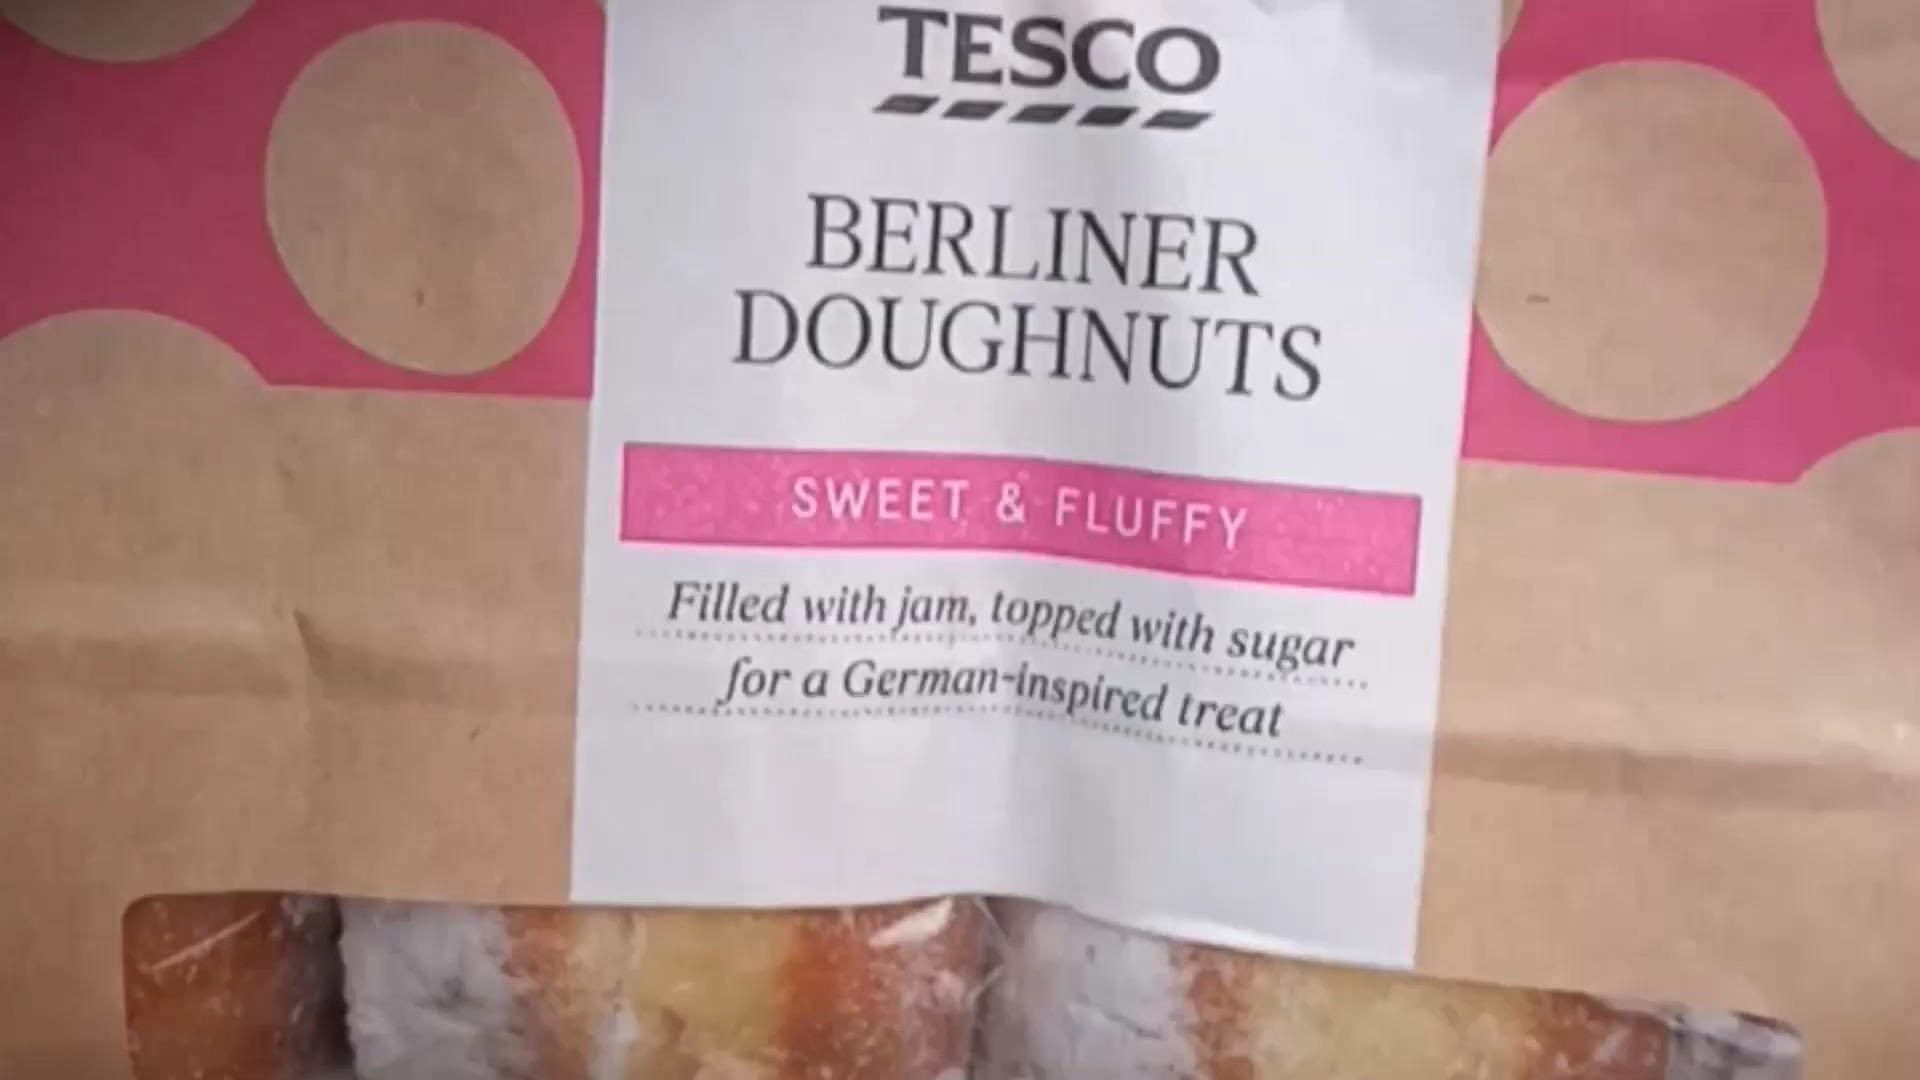 TESCO
BERLINER
DOUGHNUTS
SWEET & FLUFFY
Filled with jam, topped with sugar
for a German-inspired treat